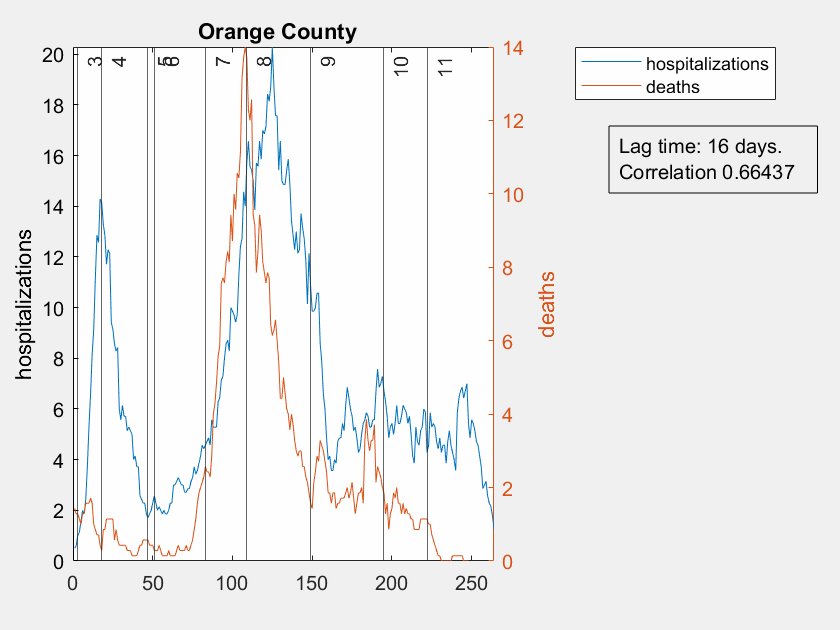 Orange County
hospitalizations
deaths
Lag time: 16 days.
Correlation 0.66437
3 4 5 6 7 8 9 10 11
20
18
16
14
12
10
8
6
4
2
0
hospitalizations
14
12
10
8
6
4
2
0
deaths
0 50 100 150 200 250